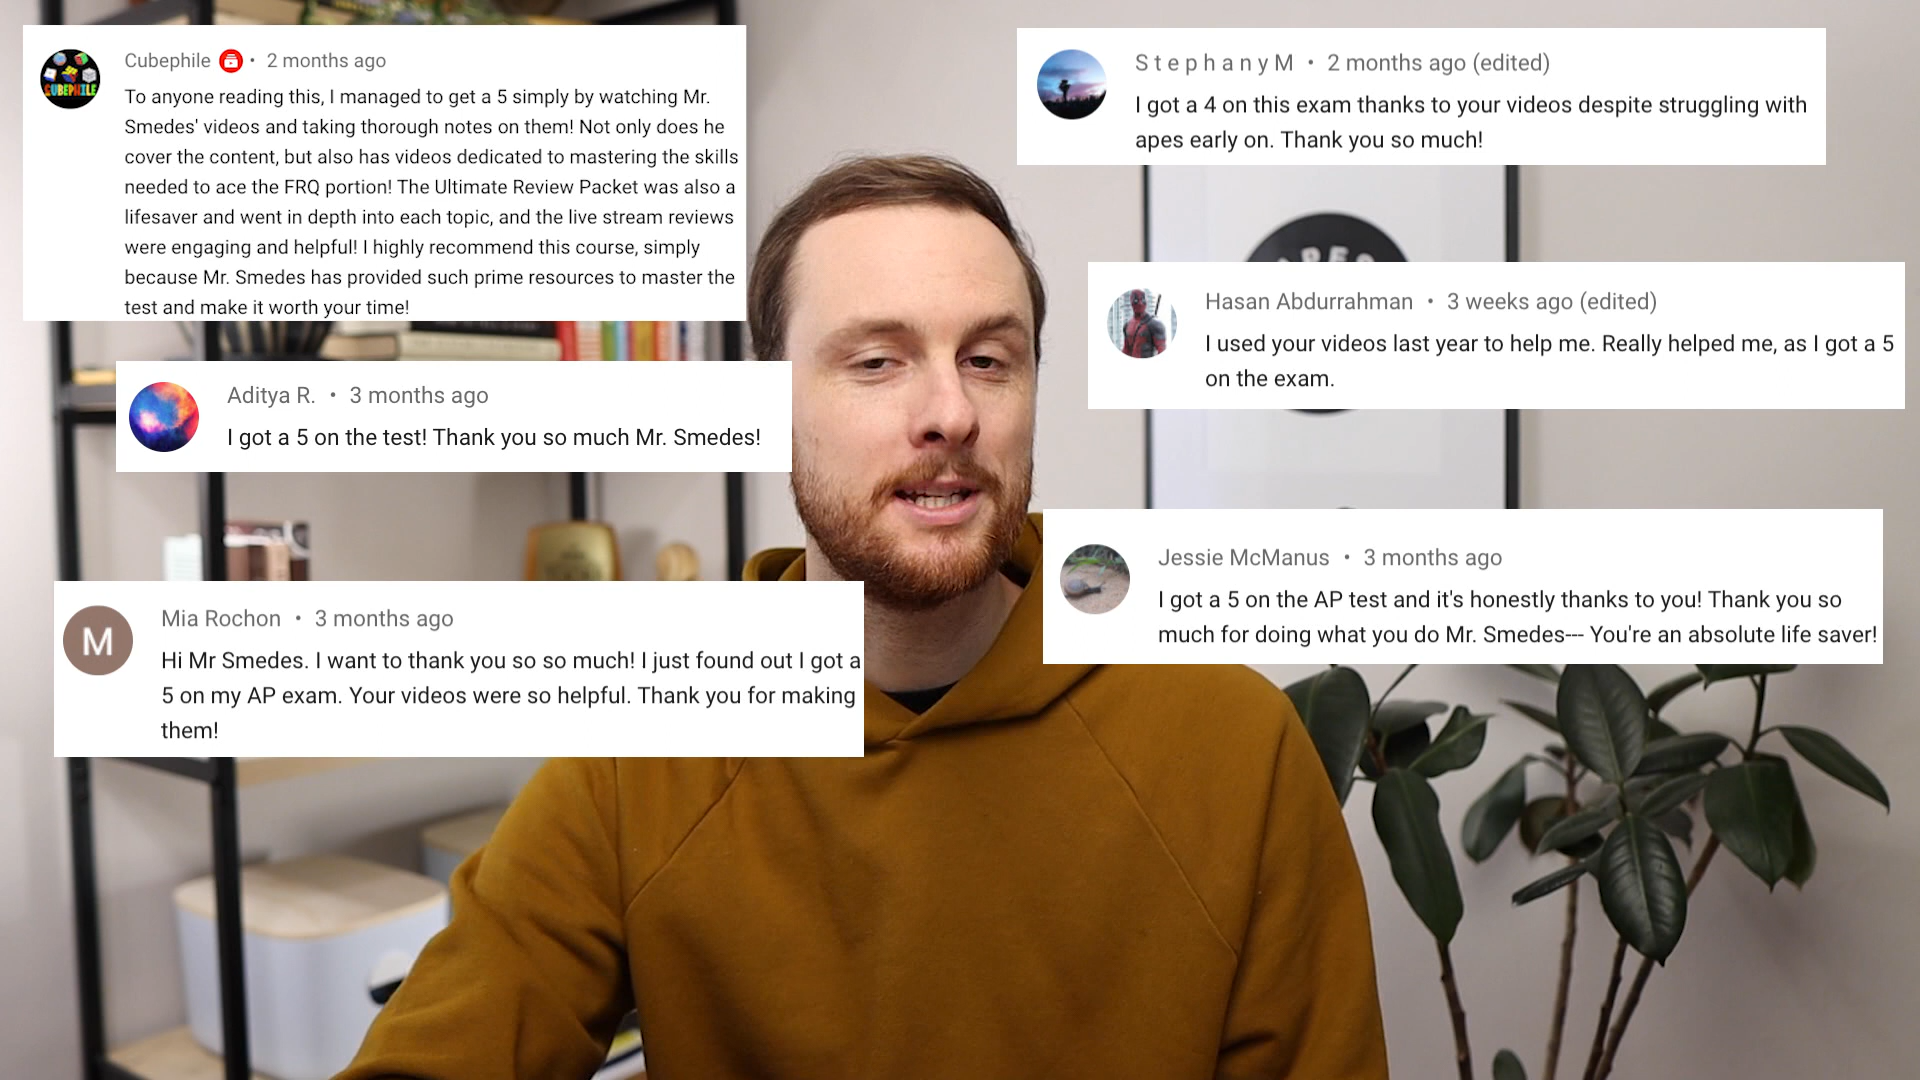 Cubephile • 2 months ago
To anyone reading this, I managed to get a 5 simply by watching Mr.
Smedes' videos and taking thorough notes on them! Not only does he
cover the content, but also has videos dedicated to mastering the skills
needed to ace the FRQ portion! The Ultimate Review Packet was also a
lifesaver and went in depth into each topic, and the live stream reviews
were engaging and helpful! I highly recommend this course, simply
because Mr. Smedes has provided such prime resources to master the
test and make it worth your time!
CUBEPHILE
Aditya R. • 3 months ago
I got a 5 on the test! Thank you so much Mr. Smedes!
M
Mia Rochon • 3 months ago
Hi Mr Smedes. I want to thank you so so much! I just found out I got a
5 on my AP exam. Your videos were so helpful. Thank you for making
them!
S t e p h a n y M • 2 months ago (edited)
I got a 4 on this exam thanks to your videos despite struggling with
apes early on. Thank you so much!
Hasan Abdurrahman • 3 weeks ago (edited)
I used your videos last year to help me. Really helped me, as I got a 5
on the exam.
Jessie McManus • 3 months ago
I got a 5 on the AP test and it's honestly thanks to you! Thank you so
much for doing what you do Mr. Smedes--- You're an absolute life saver!